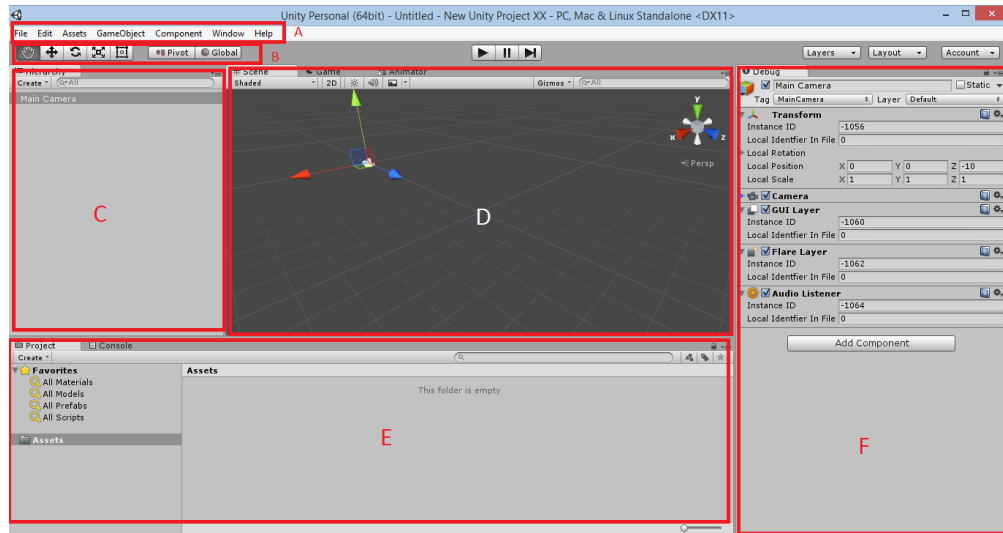 Unity Personal (64bit) - Untitled - New Unity Project XX - PC, Mac & Linux Standalone <DX11>
File Edit Assets GameObject Component Window Help A
Pivot Global B
Layers Layout Account
Hierarchy
Create All
Main Camera
C
Scene Game Animator
Shaded 2D Gizmos All
y
x z
Persp
D
Debug
Main Camera Static
Tag MainCamera Layer Default
Transform
Instance ID -1056
Local Identfier In File 0
Local Rotation
Local Position X 0 Y 0 Z -10
Local Scale X 1 Y 1 Z 1
Camera
GUI Layer
Instance ID -1060
Local Identfier In File 0
Flare Layer
Instance ID -1062
Local Identfier In File 0
Audio Listener
Instance ID -1064
Local Identfier In File 0
Add Component
F
Project Console
Create
Favorites
All Materials
All Models
All Prefabs
All Scripts
Assets
Assets
This folder is empty
E